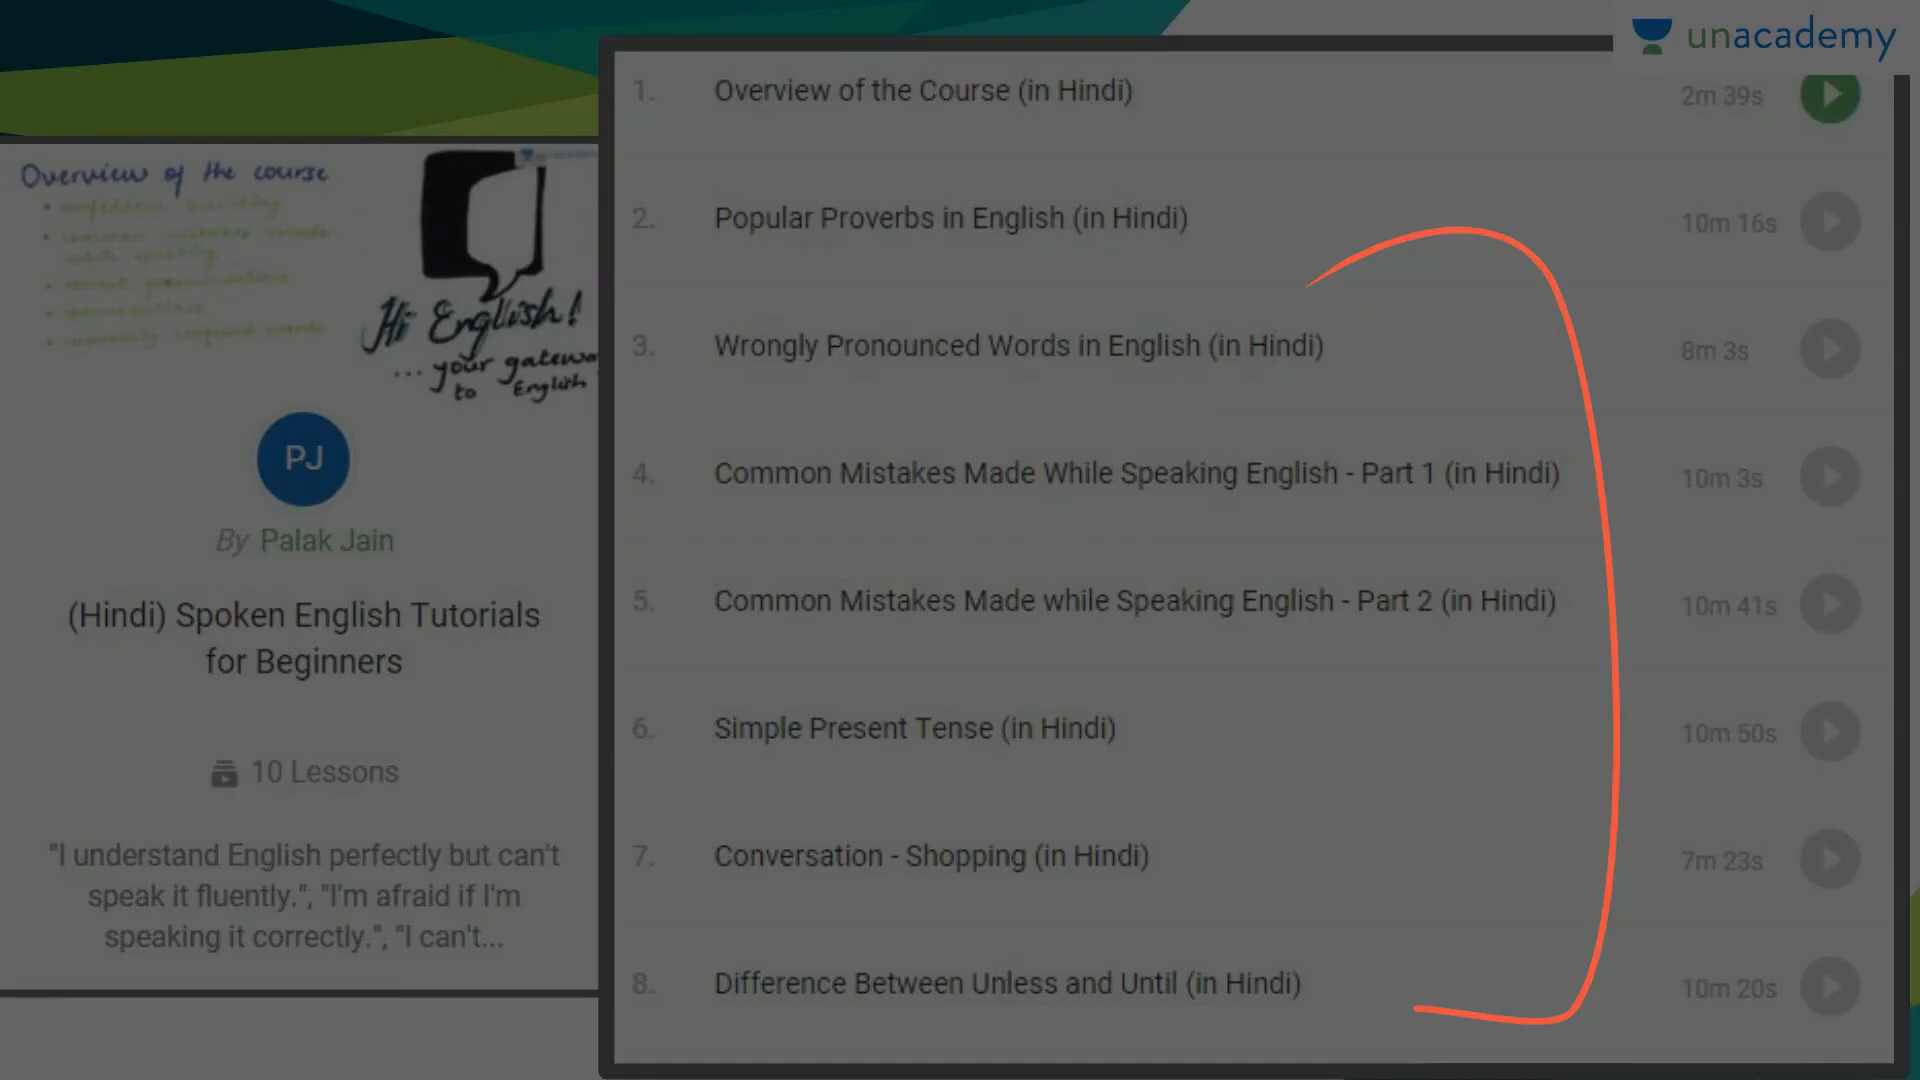 unacademy
Overview of the course
Hi English!
... your gatewa
to English
PJ
By Palak Jain
(Hindi) Spoken English Tutorials
for Beginners
10 Lessons
"I understand English perfectly but can't
speak it fluently.", "I'm afraid if I'm
speaking it correctly.", "I can't...
1. Overview of the Course (in Hindi) 2m 39s
2. Popular Proverbs in English (in Hindi) 10m 16s
3. Wrongly Pronounced Words in English (in Hindi) 8m 3s
4. Common Mistakes Made While Speaking English - Part 1 (in Hindi) 10m 3s
5. Common Mistakes Made while Speaking English - Part 2 (in Hindi) 10m 41s
6. Simple Present Tense (in Hindi) 10m 50s
7. Conversation - Shopping (in Hindi) 7m 23s
8. Difference Between Unless and Until (in Hindi) 10m 20s